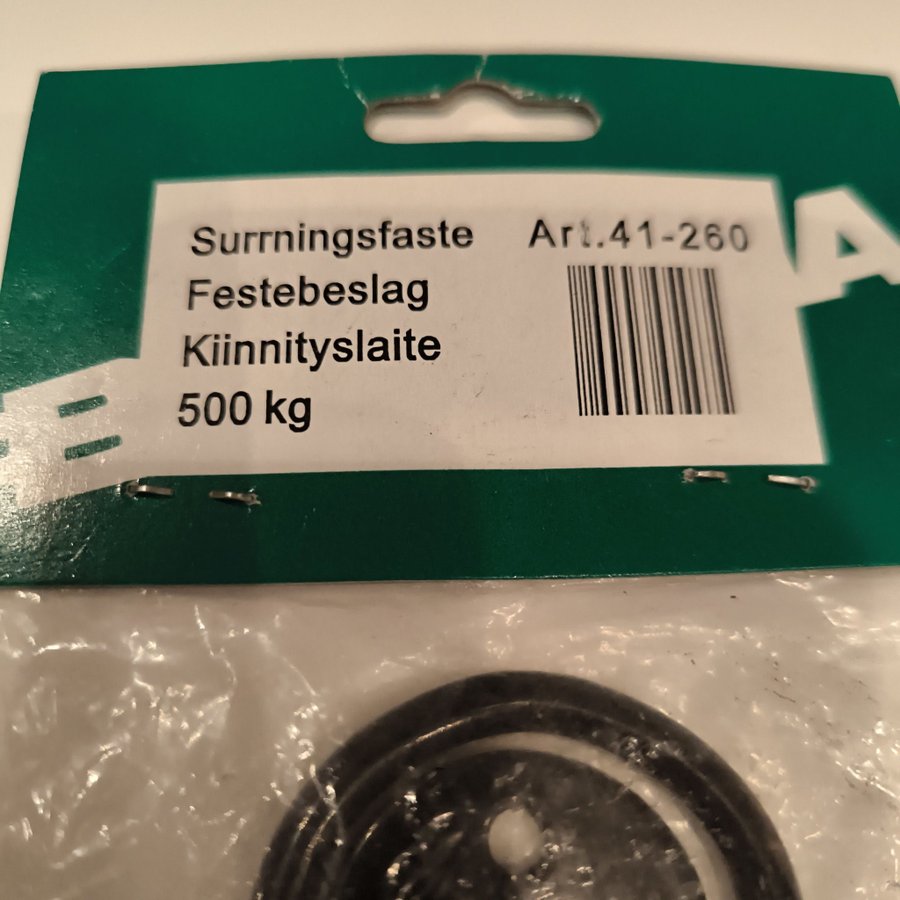 Surrningsfaste Art.41-260
Festebeslag
Kiinnityslaite
500 kg